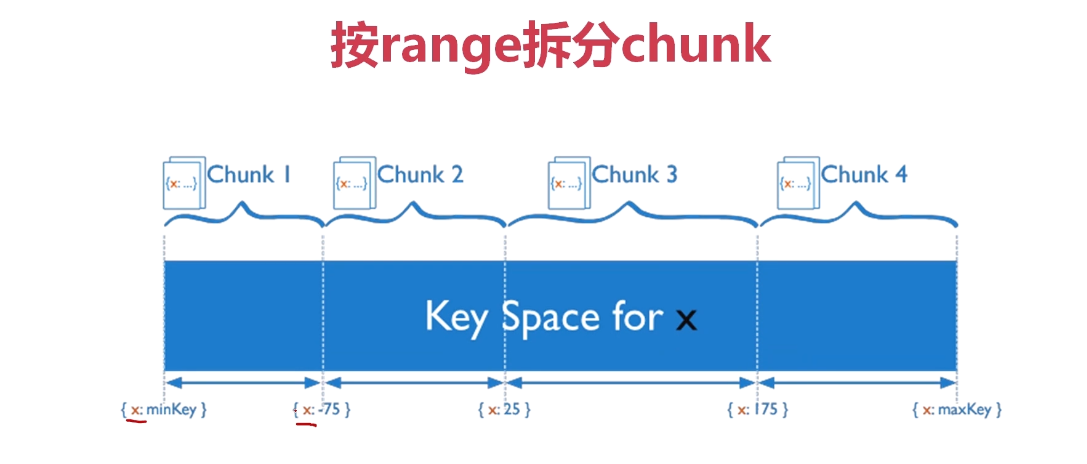 按range拆分chunk
{x: ...} Chunk 1 {x: ...} Chunk 2 {x: ...} Chunk 3 {x: ...} Chunk 4
Key Space for x
{ x: minKey } { x: -75 } { x: 25 } { x: 175 } { x: maxKey }